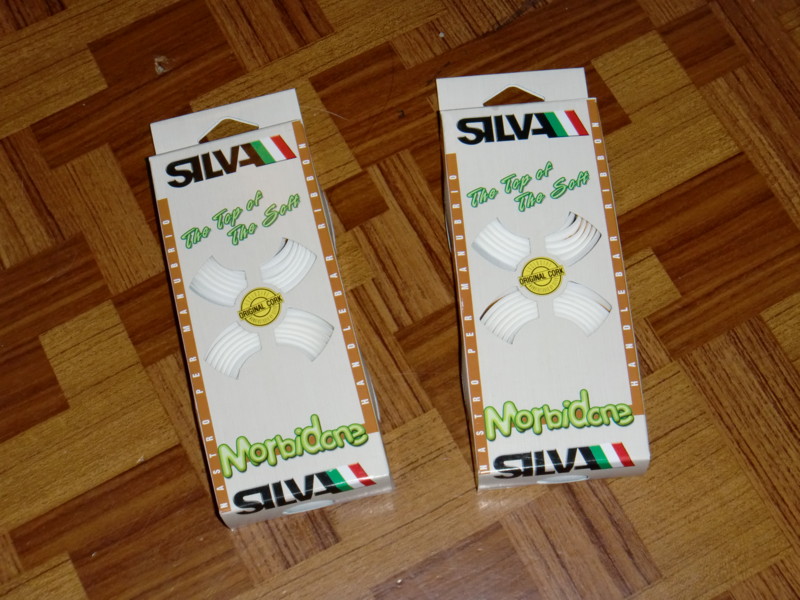 SILVA
The Top of
The Soft
ORIGINAL CORK
NASTRO PER MANUBRIO
HANDLEBAR RIBBON
Morbidone
SILVA
SILVA
The Top of
The Soft
ORIGINAL CORK
NASTRO PER MANUBRIO
HANDLEBAR RIBBON
Morbidone
SILVA